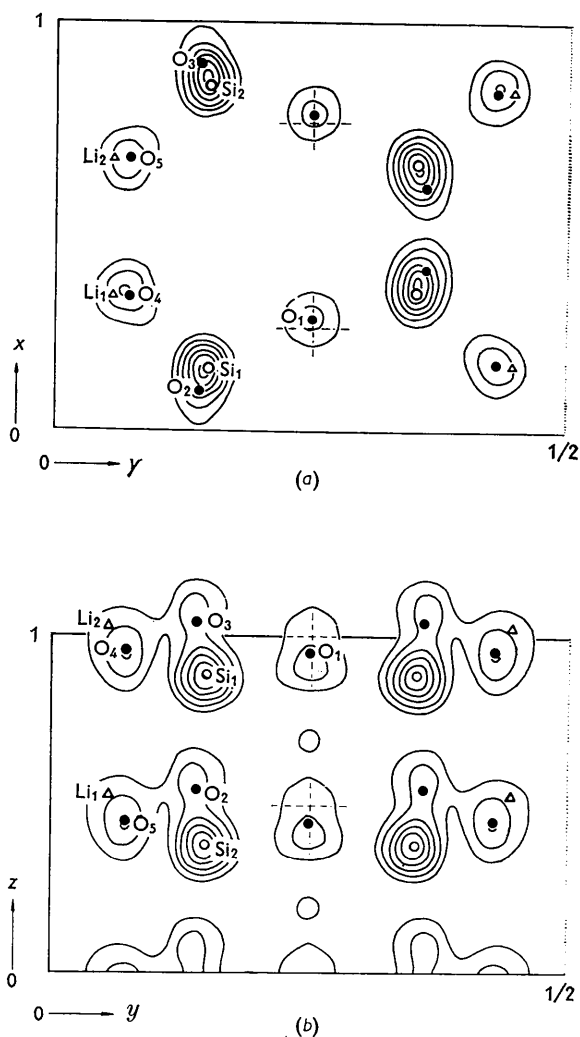 1
O₃
Si₂
Li₂ O₅
Li₁ O₄
O₁
Si₁
O₂
x
0
0 y 1/2
(a)
Li₂ O₃
1
O₄ O₁
Si₁
Li₁ O₂
O₅
Si₂
z
0
0 y 1/2
(b)